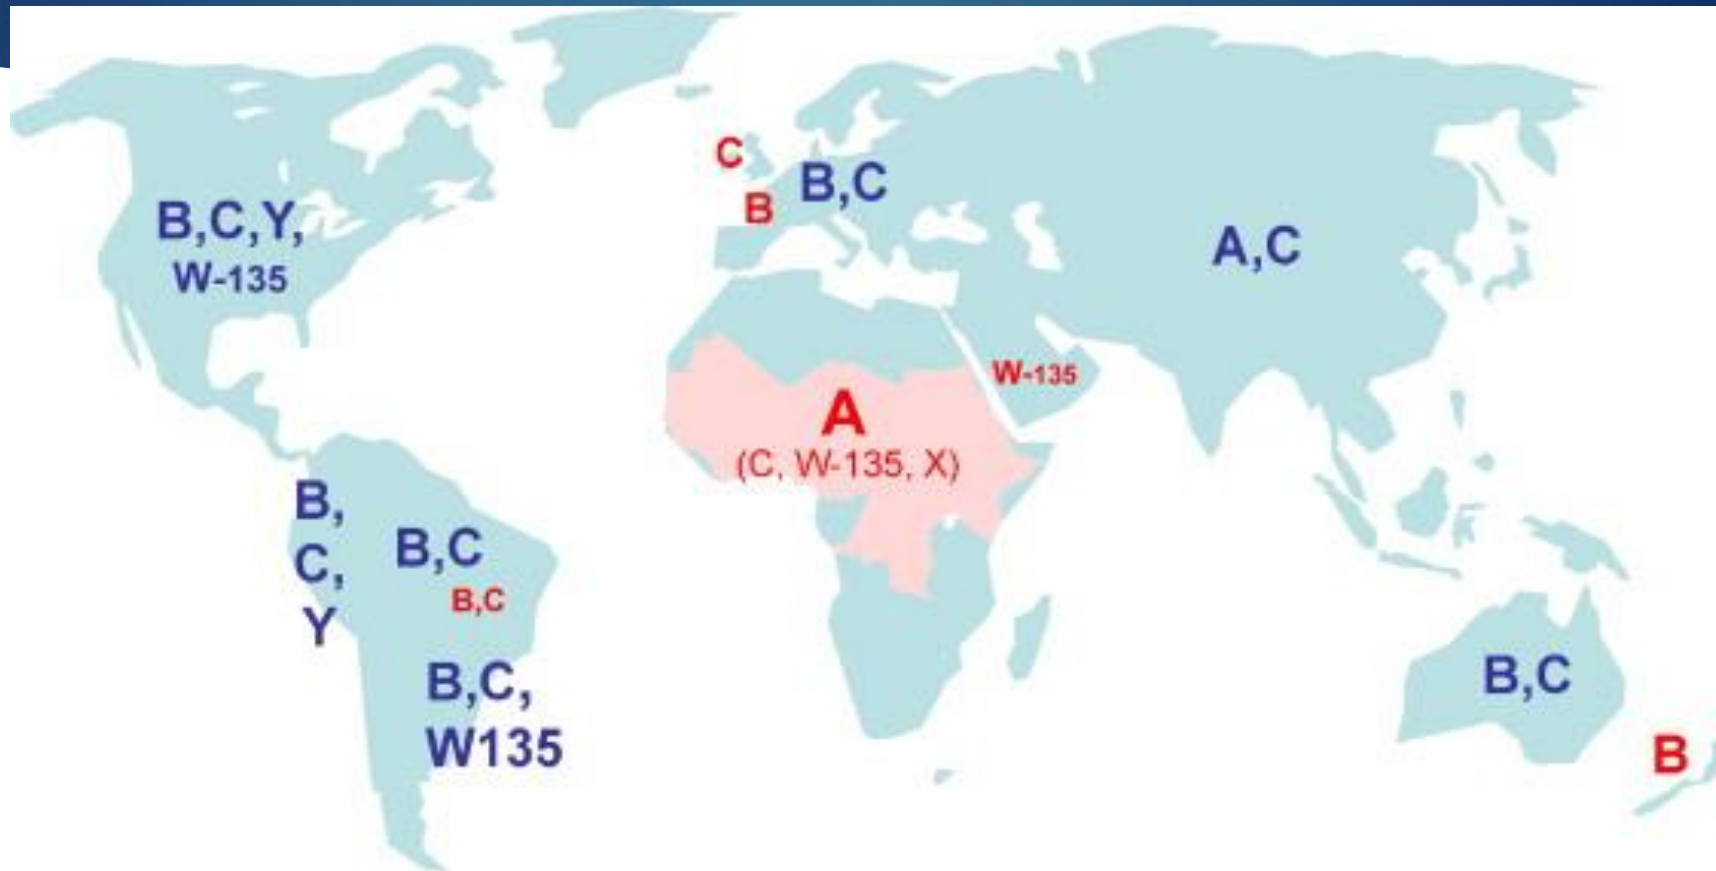 B,C,Y,
W-135
C
B
B,C
A,C
W-135
A
(C, W-135, X)
B,
C,
Y
B,C
B,C
B,C,
W135
B,C
B